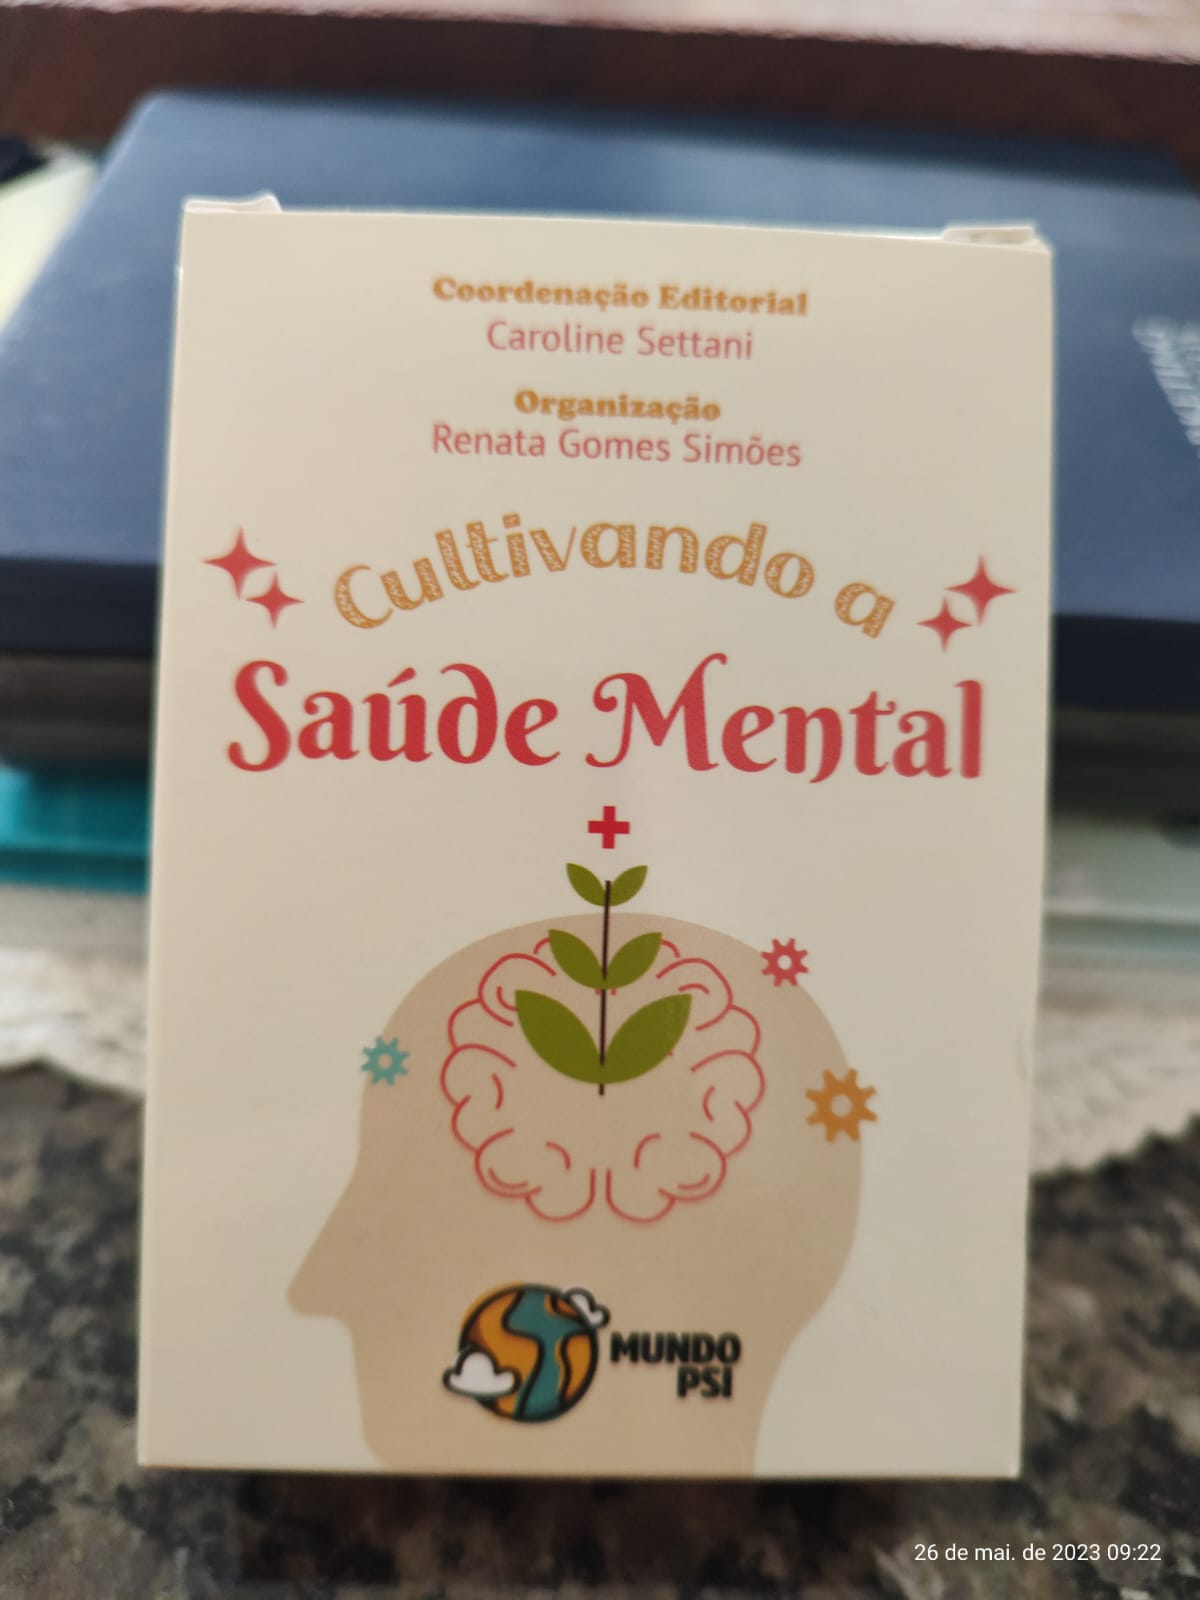 Coordenação Editorial
Caroline Settani
Organização
Renata Gomes Simões
Cultivando a
Saúde Mental
MUNDO
PSI
26 de mai. de 2023 09:22